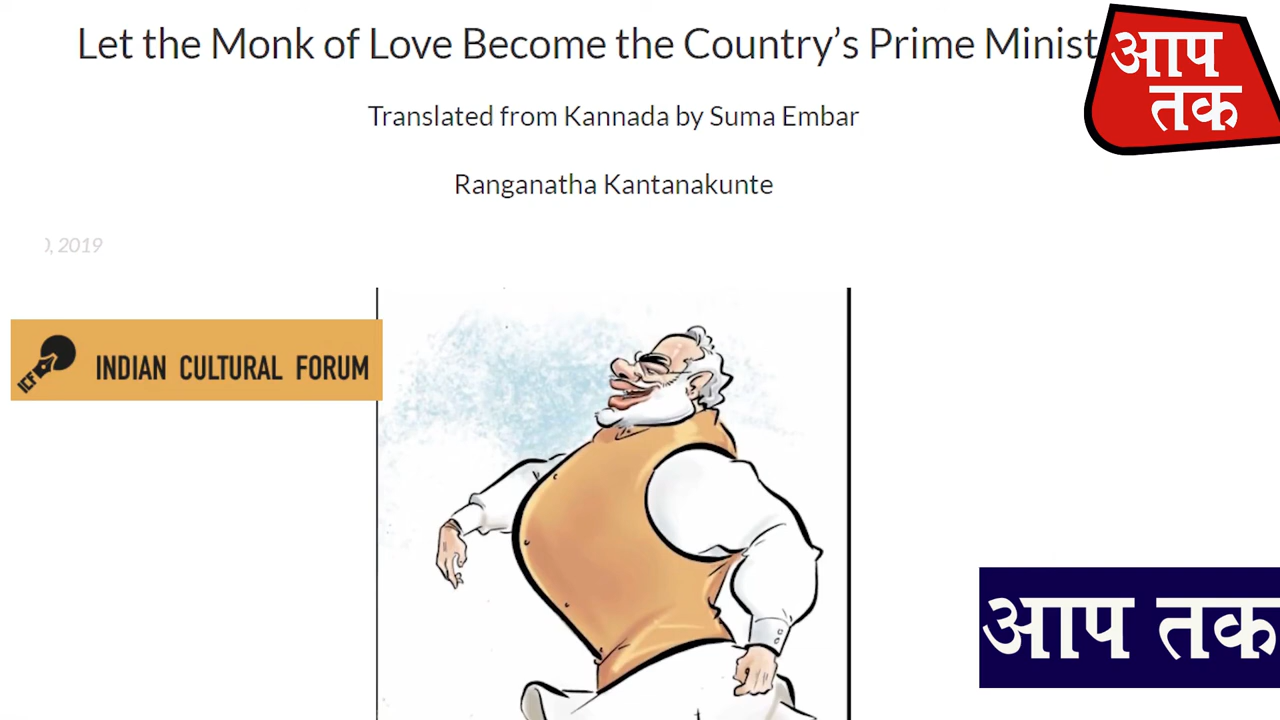 Let the Monk of Love Become the Country's Prime Minist
आप
तक
Translated from Kannada by Suma Embar
Ranganatha Kantanakunte
, 2019
ICF
INDIAN CULTURAL FORUM
आप तक